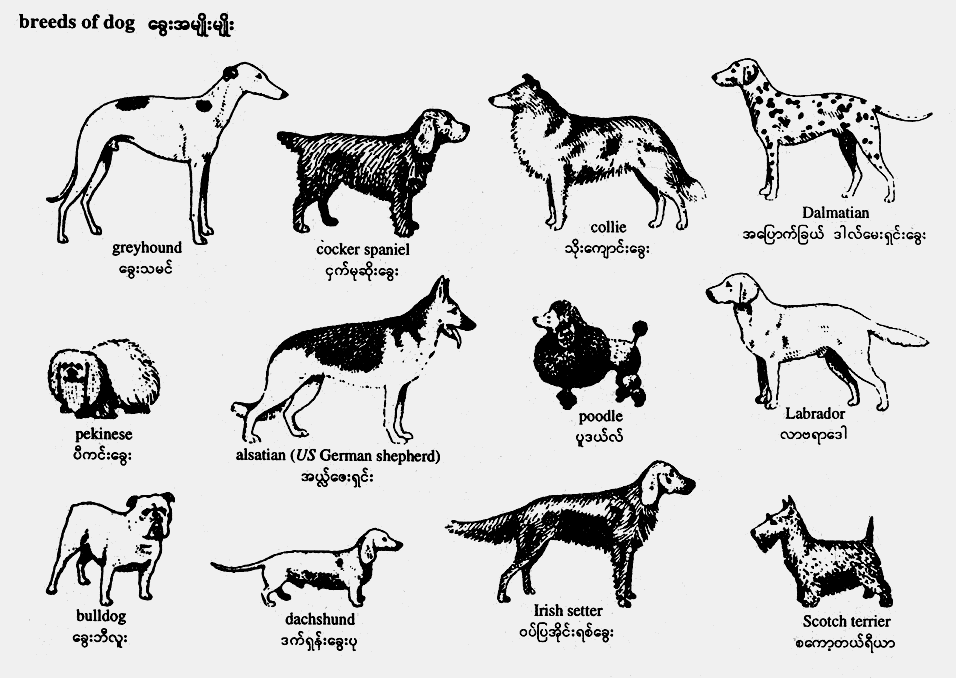 breeds of dog ခွေးအမျိုးမျိုး
greyhound
ခွေးသမင်
cocker spaniel
ငှက်မုဆိုးခွေး
collie
သိုးကျောင်းခွေး
Dalmatian
အပြောက်ခြယ် ဒါလ်မေးရှင်းခွေး
pekinese
ပီကင်းခွေး
alsatian (US German shepherd)
အယ်လ်ဇေးရှင်း
poodle
ပူဒယ်လ်
Labrador
လာဗရာဒေါ
bulldog
ခွေးဘီလူး
dachshund
ဒက်ရှန်းခွေးပု
Irish setter
ဝပ်ပြအိုင်းရစ်ခွေး
Scotch terrier
စကော့တယ်ရီယာ